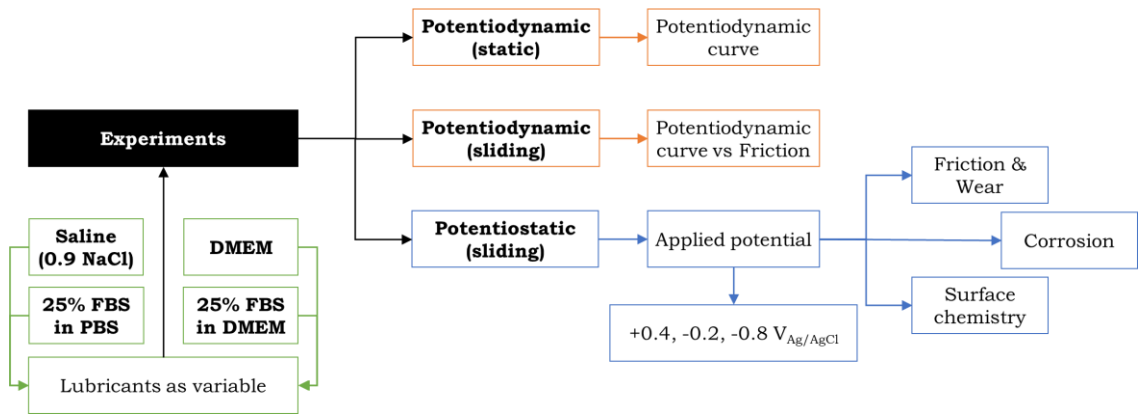 Potentiodynamic
(static)
Potentiodynamic
curve
Experiments
Potentiodynamic
(sliding)
Potentiodynamic
curve vs Friction
Friction &
Wear
Saline
(0.9 NaCl)
DMEM
Potentiostatic
(sliding)
Applied potential
Corrosion
25% FBS
in PBS
25% FBS
in DMEM
Surface
chemistry
+0.4, -0.2, -0.8 VAg/AgCl
Lubricants as variable